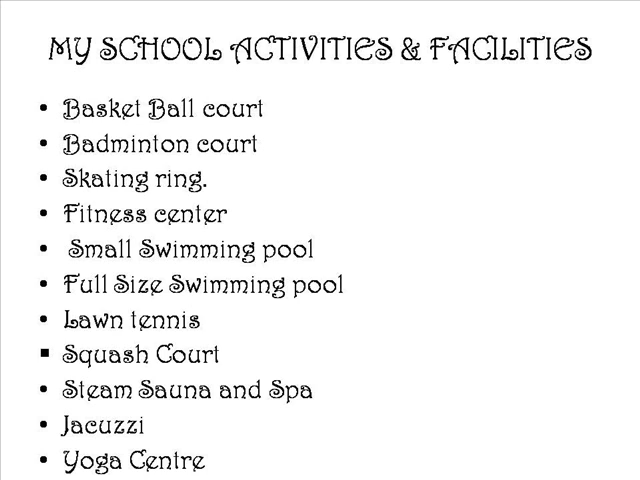 MY SCHOOL ACTIVITIES & FACILITIES
• Basket Ball court
• Badminton court
• Skating ring.
• Fitness center
• Small Swimming pool
• Full Size Swimming pool
• Lawn tennis
▪ Squash Court
• Steam Sauna and Spa
• Jacuzzi
• Yoga Centre